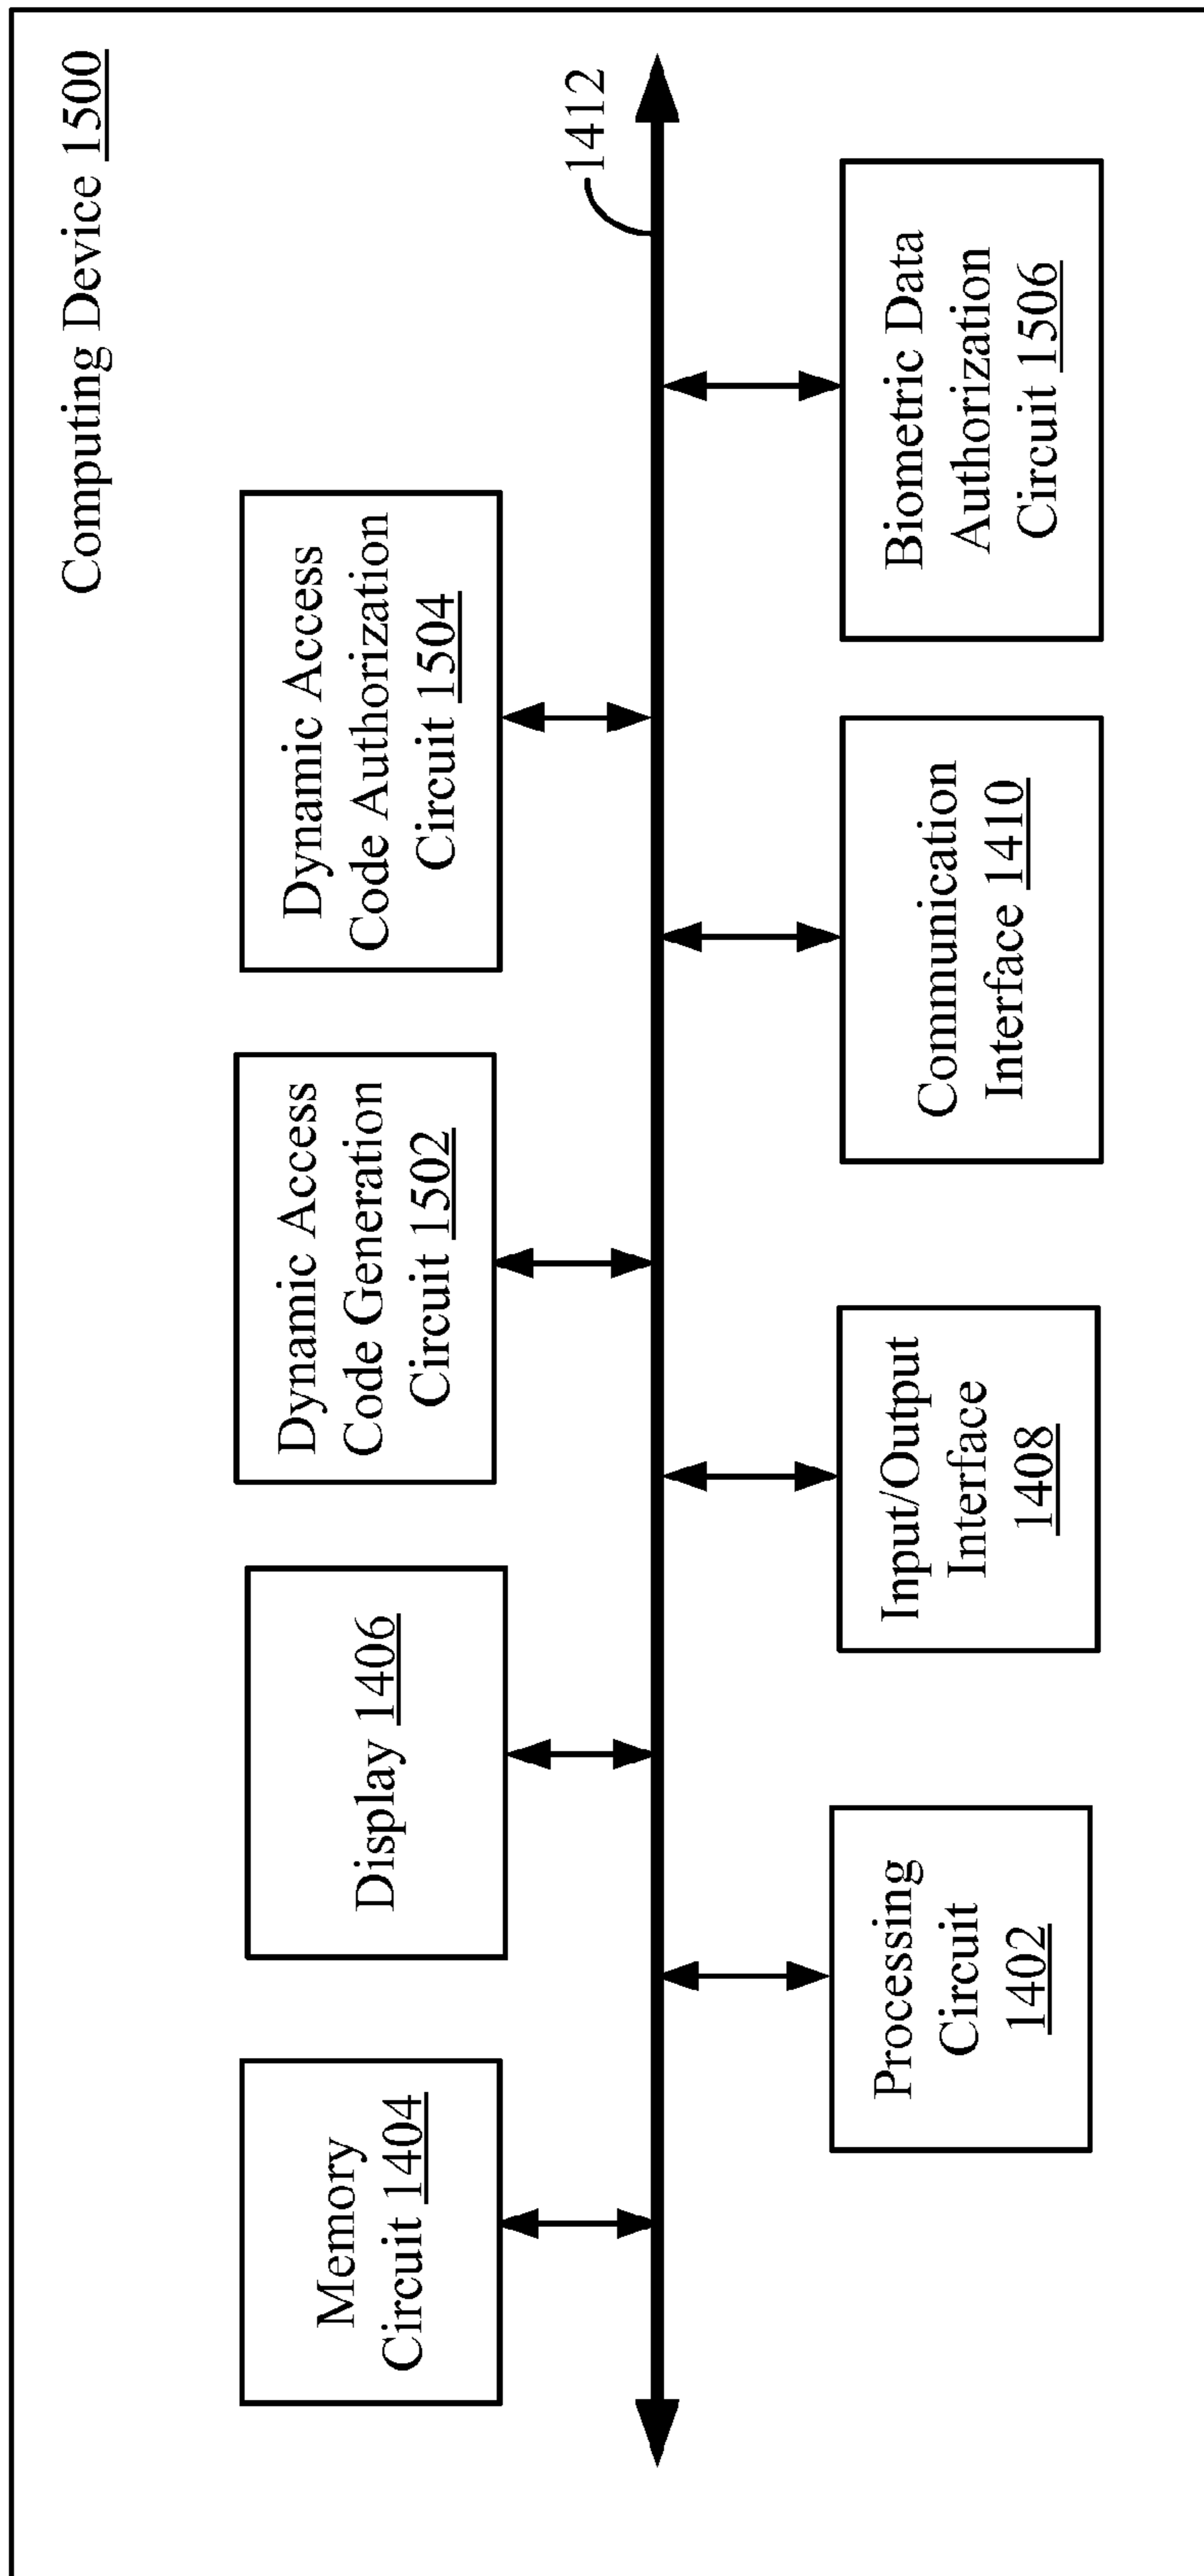 Computing Device 1500
Memory
Circuit 1404
Display 1406
Dynamic Access
Code Generation
Circuit 1502
Dynamic Access
Code Authorization
Circuit 1504
1412
Processing
Circuit
1402
Input/Output
Interface
1408
Communication
Interface 1410
Biometric Data
Authorization
Circuit 1506